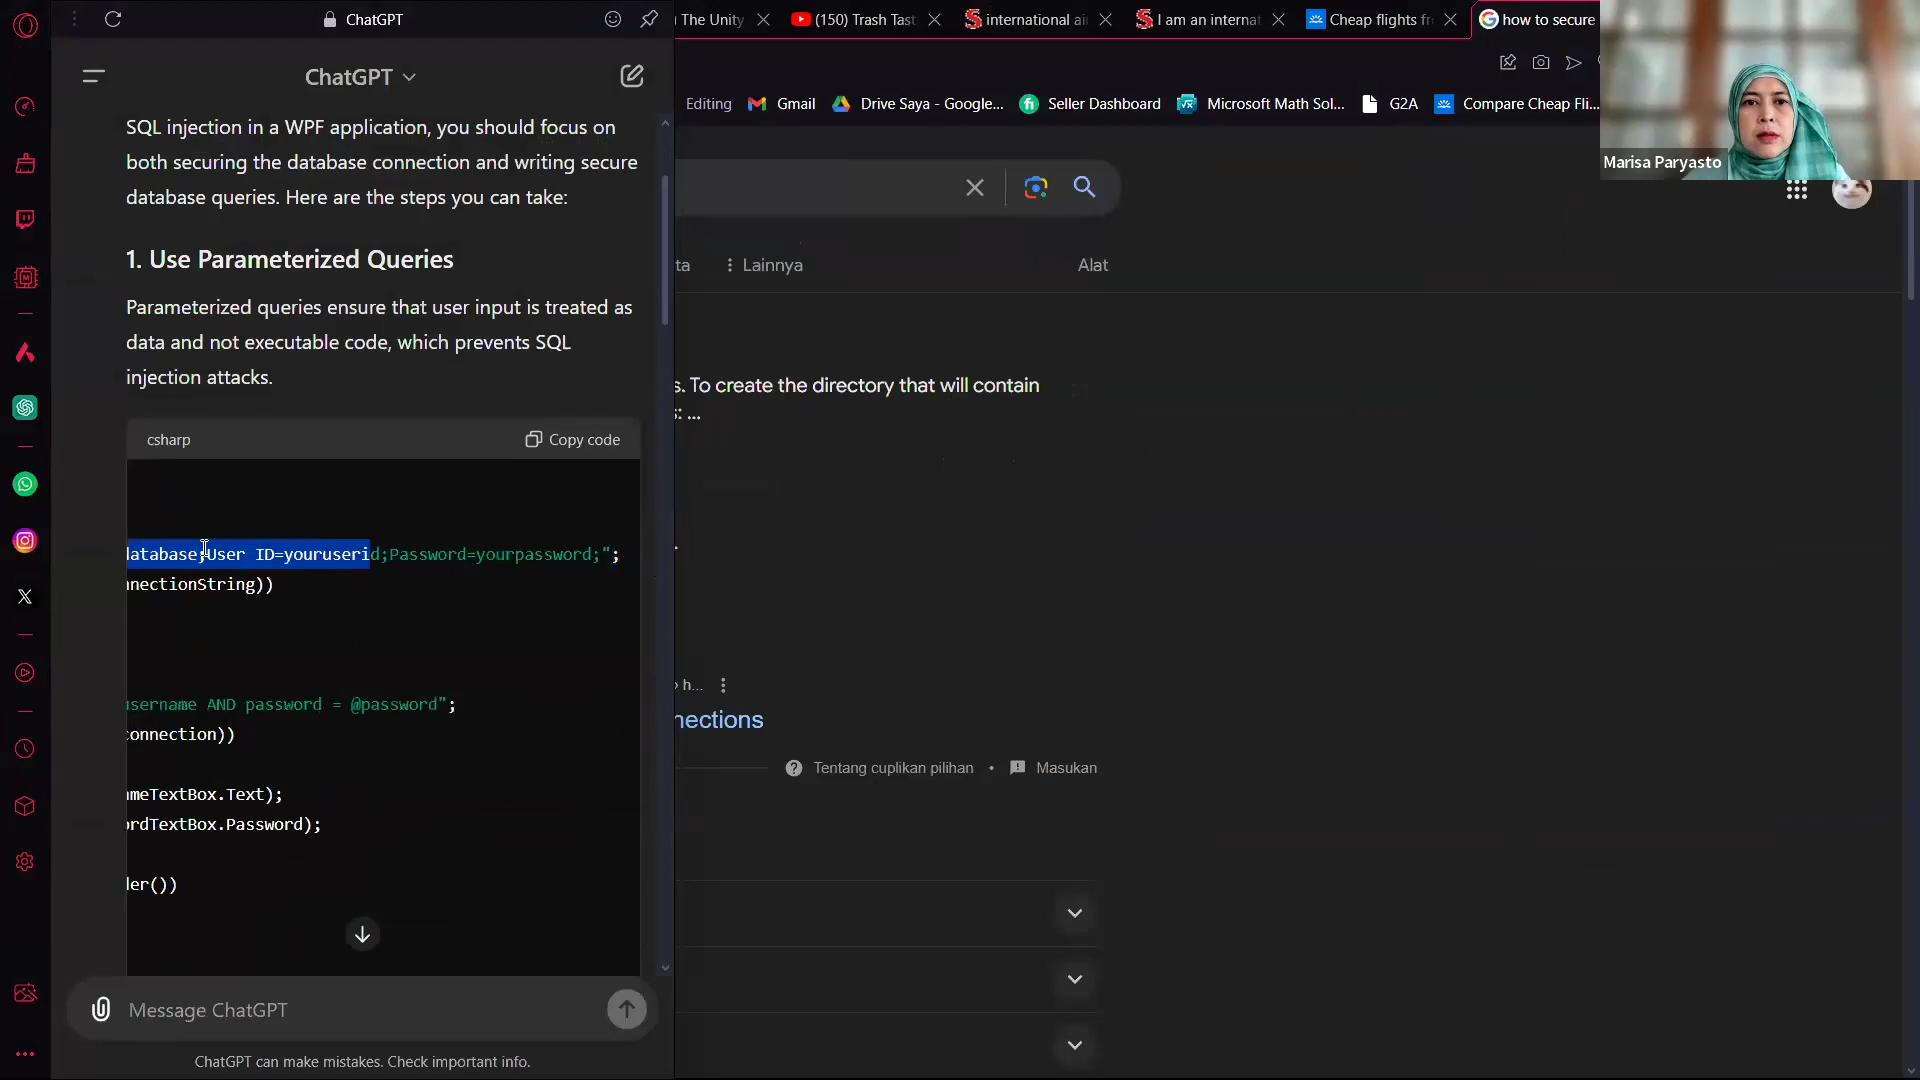 ChatGPT
The Unity
(150) Trash Tast
international ai
I am an internat
Cheap flights fr
how to secure
ChatGPT
Editing
Gmail
Drive Saya - Google...
Seller Dashboard
Microsoft Math Sol...
G2A
Compare Cheap Fli...
Marisa Paryasto
SQL injection in a WPF application, you should focus on
both securing the database connection and writing secure
database queries. Here are the steps you can take:
1. Use Parameterized Queries
Parameterized queries ensure that user input is treated as
data and not executable code, which prevents SQL
injection attacks.
csharp
Copy code
database;User ID=youruserid;Password=yourpassword;";
nnectionString))
username AND password = @password";
connection))
ameTextBox.Text);
ordTextBox.Password);
der())
Message ChatGPT
ChatGPT can make mistakes. Check important info.
ta
Lainnya
Alat
s. To create the directory that will contain
s: ...
› h...
nections
Tentang cuplikan pilihan
•
Masukan